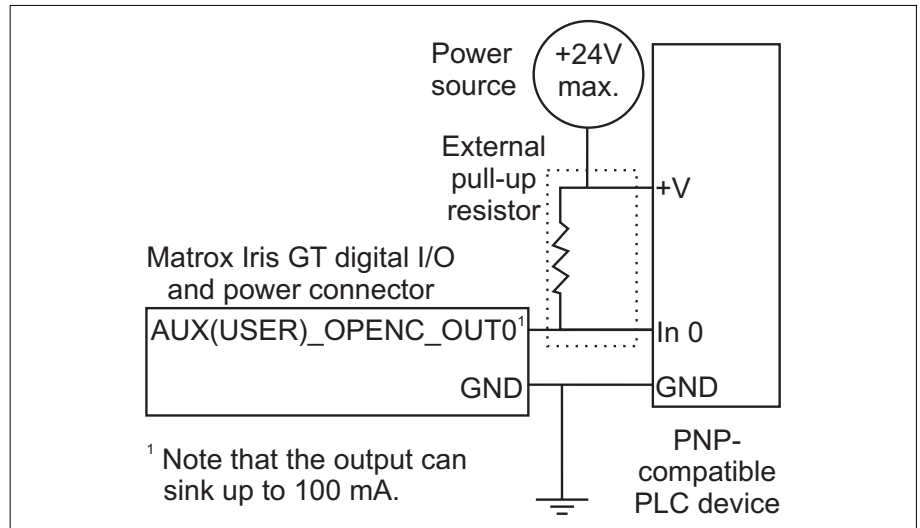 Power
source
+24V
max.
External
pull-up
resistor
+V
Matrox Iris GT digital I/O
and power connector
AUX(USER)_OPENC_OUT0¹
In 0
GND
GND
¹ Note that the output can
sink up to 100 mA.
PNP-
compatible
PLC device